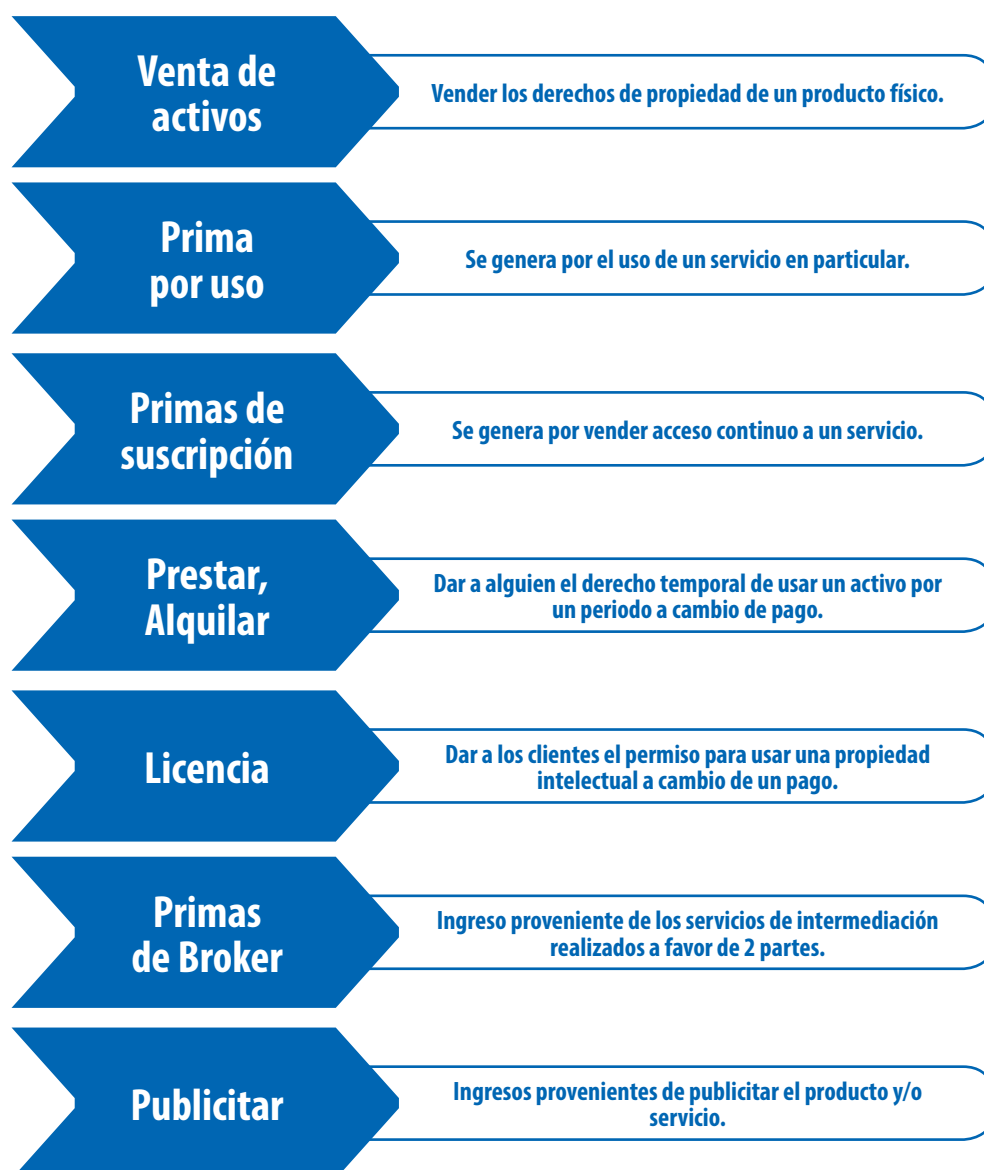 Venta de
activos
Vender los derechos de propiedad de un producto físico.
Prima
por uso
Se genera por el uso de un servicio en particular.
Primas de
suscripción
Se genera por vender acceso continuo a un servicio.
Prestar,
Alquilar
Dar a alguien el derecho temporal de usar un activo por
un periodo a cambio de pago.
Licencia
Dar a los clientes el permiso para usar una propiedad
intelectual a cambio de un pago.
Primas
de Broker
Ingreso proveniente de los servicios de intermediación
realizados a favor de 2 partes.
Publicitar
Ingresos provenientes de publicitar el producto y/o
servicio.